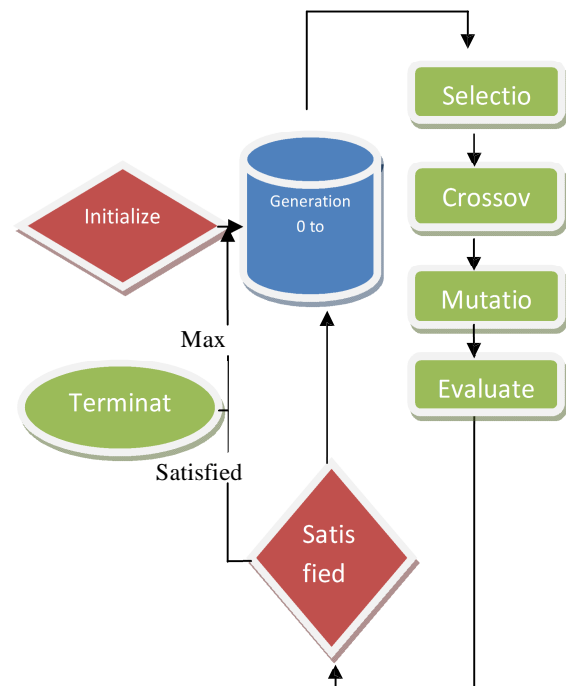 Selectio
Crossov
Mutatio
Evaluate
Generation
0 to
Initialize
Max
Terminat
Satisfied
Satis
fied